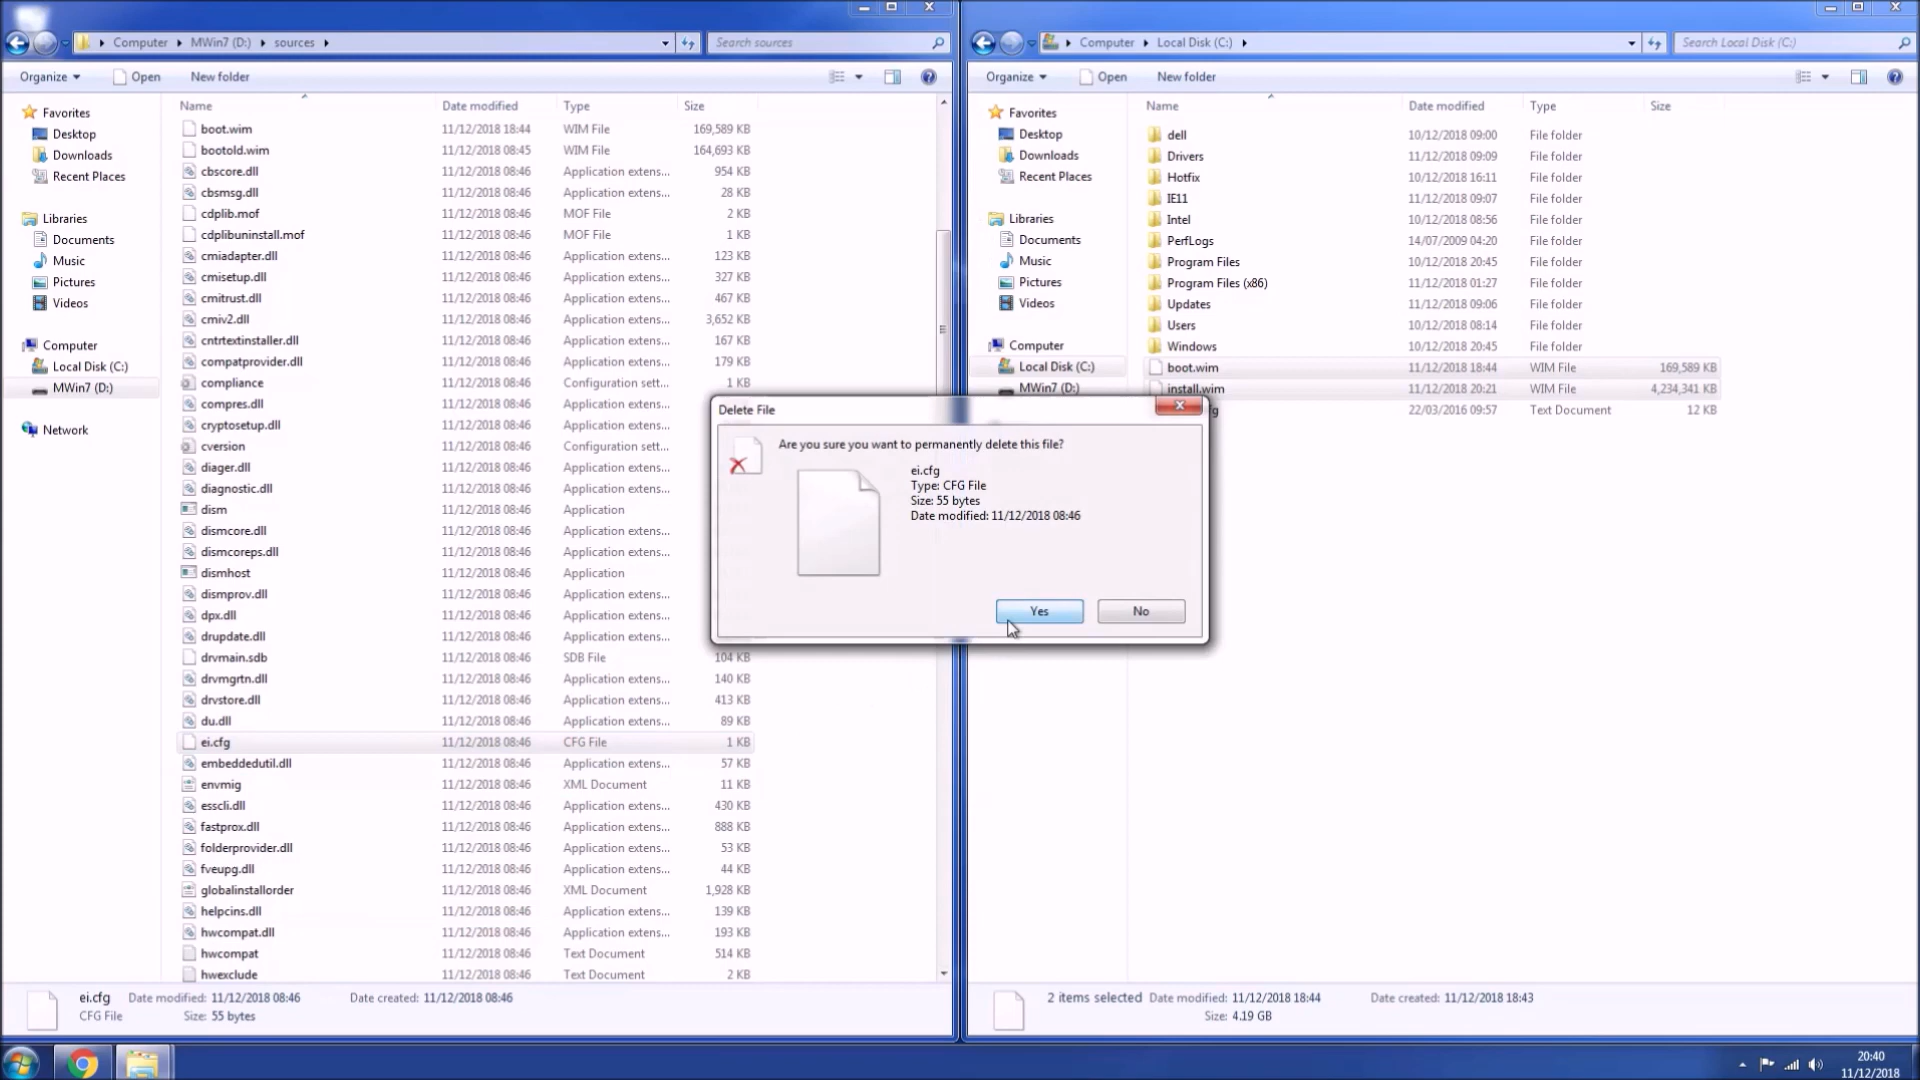 Computer MWin7 (D:) sources
Search sources
Organize Open New folder
Name Date modified Type Size
Favorites
Desktop
Downloads
Recent Places
Libraries
Documents
Music
Pictures
Videos
Computer
Local Disk (C:)
MWin7 (D:)
Network
boot.wim 11/12/2018 18:44 WIM File 169,589 KB
bootold.wim 11/12/2018 08:45 WIM File 164,693 KB
cbscore.dll 11/12/2018 08:46 Application extens... 954 KB
cbsmsg.dll 11/12/2018 08:46 Application extens... 28 KB
cdplib.mof 11/12/2018 08:46 MOF File 2 KB
cdplibuninstall.mof 11/12/2018 08:46 MOF File 1 KB
cmiadapter.dll 11/12/2018 08:46 Application extens... 123 KB
cmisetup.dll 11/12/2018 08:46 Application extens... 327 KB
cmitrust.dll 11/12/2018 08:46 Application extens... 467 KB
cmiv2.dll 11/12/2018 08:46 Application extens... 3,652 KB
cntrtextinstaller.dll 11/12/2018 08:46 Application extens... 167 KB
compatprovider.dll 11/12/2018 08:46 Application extens... 179 KB
compliance 11/12/2018 08:46 Configuration sett... 1 KB
compres.dll 11/12/2018 08:46 Application extens...
cryptosetup.dll 11/12/2018 08:46 Application extens...
cversion 11/12/2018 08:46 Configuration sett...
diager.dll 11/12/2018 08:46 Application extens...
diagnostic.dll 11/12/2018 08:46 Application extens...
dism 11/12/2018 08:46 Application
dismcore.dll 11/12/2018 08:46 Application extens...
dismcoreps.dll 11/12/2018 08:46 Application extens...
dismhost 11/12/2018 08:46 Application
dismprov.dll 11/12/2018 08:46 Application extens...
dpx.dll 11/12/2018 08:46 Application extens...
drupdate.dll 11/12/2018 08:46 Application extens...
drvmain.sdb 11/12/2018 08:46 SDB File 104 KB
drvmgrtn.dll 11/12/2018 08:46 Application extens... 140 KB
drvstore.dll 11/12/2018 08:46 Application extens... 413 KB
du.dll 11/12/2018 08:46 Application extens... 89 KB
ei.cfg 11/12/2018 08:46 CFG File 1 KB
embeddedutil.dll 11/12/2018 08:46 Application extens... 57 KB
envmig 11/12/2018 08:46 XML Document 11 KB
esscli.dll 11/12/2018 08:46 Application extens... 430 KB
fastprox.dll 11/12/2018 08:46 Application extens... 888 KB
folderprovider.dll 11/12/2018 08:46 Application extens... 53 KB
fveupg.dll 11/12/2018 08:46 Application extens... 44 KB
globalinstallorder 11/12/2018 08:46 XML Document 1,928 KB
helpcins.dll 11/12/2018 08:46 Application extens... 139 KB
hwcompat.dll 11/12/2018 08:46 Application extens... 193 KB
hwcompat 11/12/2018 08:46 Text Document 514 KB
hwexclude 11/12/2018 08:46 Text Document 2 KB
ei.cfg Date modified: 11/12/2018 08:46 Date created: 11/12/2018 08:46
CFG File Size: 55 bytes
Computer Local Disk (C:)
Search Local Disk (C:)
Organize Open New folder
Name Date modified Type Size
Favorites
Desktop
Downloads
Recent Places
Libraries
Documents
Music
Pictures
Videos
Computer
Local Disk (C:)
MWin7 (D:)
dell 10/12/2018 09:00 File folder
Drivers 11/12/2018 09:09 File folder
Hotfix 10/12/2018 16:11 File folder
IE11 11/12/2018 09:07 File folder
Intel 10/12/2018 08:56 File folder
PerfLogs 14/07/2009 04:20 File folder
Program Files 10/12/2018 20:45 File folder
Program Files (x86) 11/12/2018 01:27 File folder
Updates 11/12/2018 09:06 File folder
Users 10/12/2018 08:14 File folder
Windows 10/12/2018 20:45 File folder
boot.wim 11/12/2018 18:44 WIM File 169,589 KB
install.wim 11/12/2018 20:21 WIM File 4,234,341 KB
22/03/2016 09:57 Text Document 12 KB
2 items selected Date modified: 11/12/2018 18:44 Date created: 11/12/2018 18:43
Size: 4.19 GB
Delete File
Are you sure you want to permanently delete this file?
ei.cfg
Type: CFG File
Size: 55 bytes
Date modified: 11/12/2018 08:46
Yes No
20:40
11/12/2018